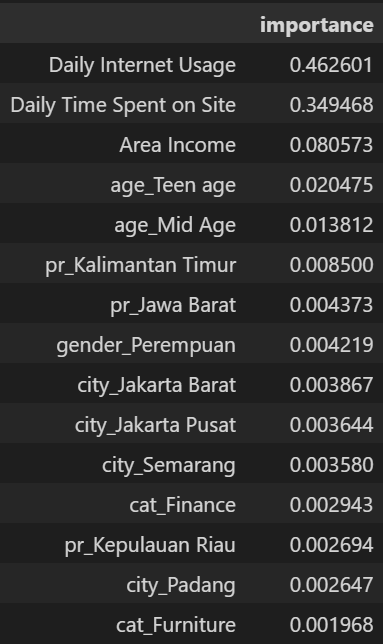 importance
Daily Internet Usage 0.462601
Daily Time Spent on Site 0.349468
Area Income 0.080573
age_Teen age 0.020475
age_Mid Age 0.013812
pr_Kalimantan Timur 0.008500
pr_Jawa Barat 0.004373
gender_Perempuan 0.004219
city_Jakarta Barat 0.003867
city_Jakarta Pusat 0.003644
city_Semarang 0.003580
cat_Finance 0.002943
pr_Kepulauan Riau 0.002694
city_Padang 0.002647
cat_Furniture 0.001968